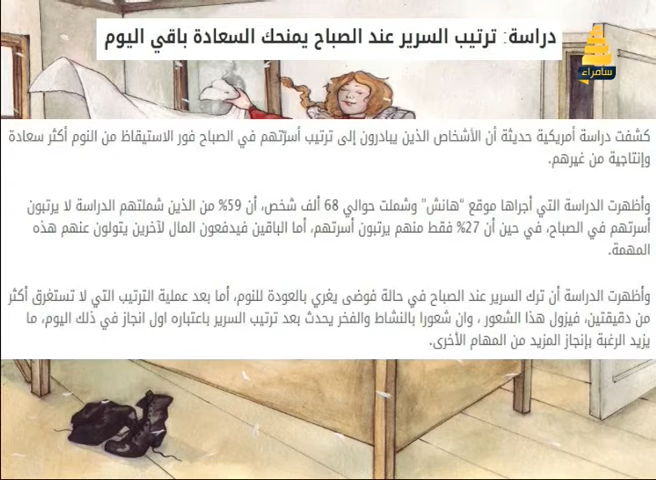 دراسة: ترتيب السرير عند الصباح يمنحك السعادة باقي اليوم
سامراء
كشفت دراسة أمريكية حديثة أن الأشخاص الذين يبادرون إلى ترتيب أسرّتهم في الصباح فور الاستيقاظ من النوم أكثر سعادة
وإنتاجية من غيرهم.
وأظهرت الدراسة التي أجراها موقع "هانش" وشملت حوالي 68 ألف شخص، أن 59% من الذين شملتهم الدراسة لا يرتبون
أسرتهم في الصباح، في حين أن 27% فقط منهم يرتبون أسرتهم، أما الباقين فيدفعون المال لآخرين يتولون عنهم هذه
المهمة.
وأظهرت الدراسة أن ترك السرير عند الصباح في حالة فوضى يغري بالعودة للنوم، أما بعد عملية الترتيب التي لا تستغرق أكثر
من دقيقتين، فيزول هذا الشعور ، وان شعورا بالنشاط والفخر يحدث بعد ترتيب السرير باعتباره اول انجاز في ذلك اليوم، ما
يزيد الرغبة بإنجاز المزيد من المهام الأخرى.